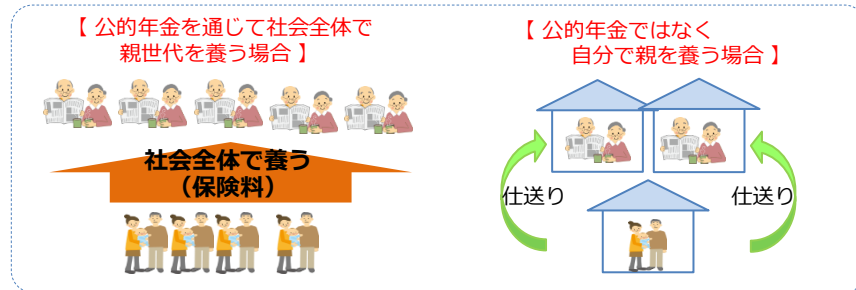 【 公的年金を通じて社会全体で
親世代を養う場合 】
社会全体で養う
（保険料）
【 公的年金ではなく
自分で親を養う場合 】
仕送り
仕送り